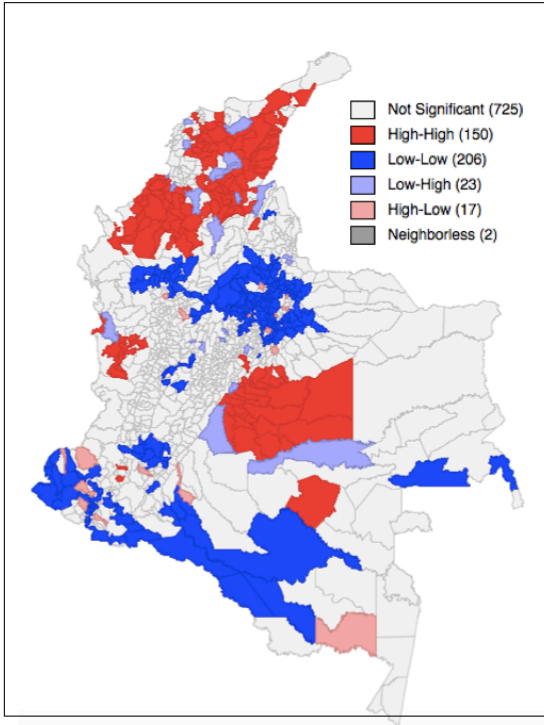 Not Significant (725)
High-High (150)
Low-Low (206)
Low-High (23)
High-Low (17)
Neighborless (2)